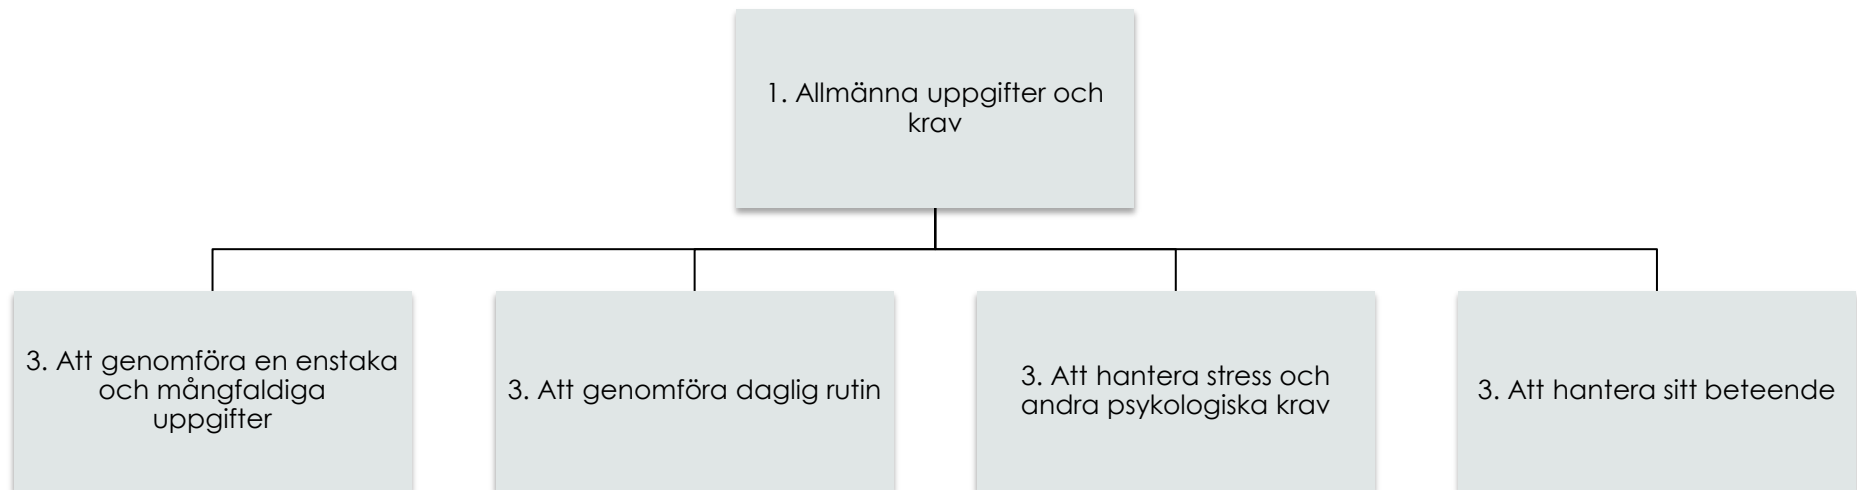 1. Allmänna uppgifter och
krav
3. Att genomföra en enstaka
och mångfaldiga
uppgifter
3. Att genomföra daglig rutin
3. Att hantera stress och
andra psykologiska krav
3. Att hantera sitt beteende